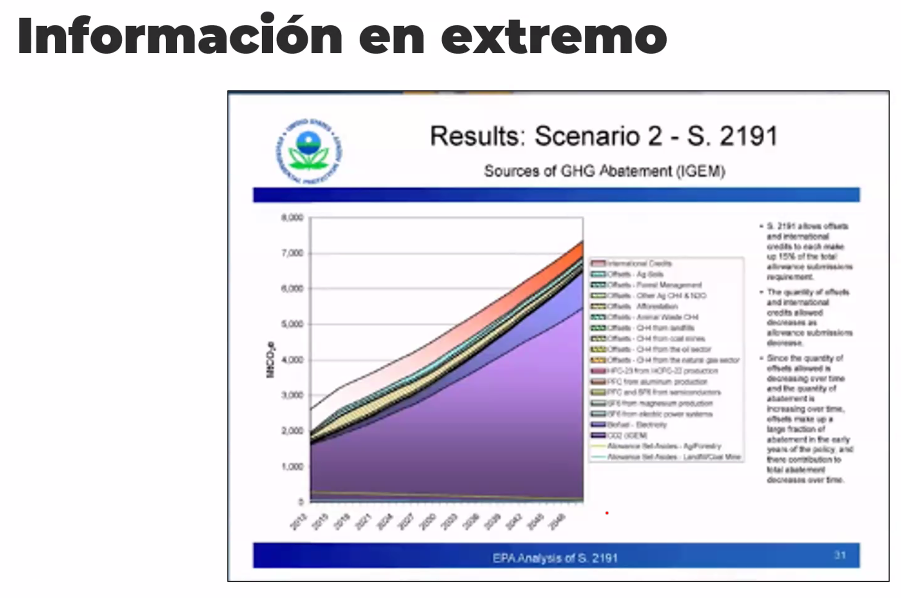 Información en extremo
Results: Scenario 2 - S. 2191
Sources of GHG Abatement (IGEM)
8,000
7,000
6,000
5,000
4,000
3,000
2,000
1,000
0
MtCO₂e
2012
2015
2018
2021
2024
2027
2030
2033
2036
2039
2042
2045
2048
International Credits
Offsets - Ag Soils
Offsets - Forest Management
Offsets - Other Ag CH4 & N2O
Offsets - Afforestation
Offsets - Animal Waste CH4
Offsets - CH4 from landfills
Offsets - CH4 from coal mines
Offsets - CH4 from the oil sector
Offsets - CH4 from the natural gas sector
HFC-23 from HCFC-22 production
PFC from aluminum production
PFC and SF6 from semiconductors
SF6 from magnesium production
SF6 from electric power systems
Biofuel - Electricity
CO2 (IGEM)
Allowance Set-Asides - Ag/Forestry
Allowance Set-Asides - Landfill/Coal Mine
• S. 2191 allows offsets
and international
credits to each make
up 15% of the total
allowance submissions
requirement.
• The quantity of offsets
and international
credits allowed
decreases as
allowance submissions
decrease.
• Since the quantity of
offsets allowed is
decreasing over time
and the quantity of
abatement is
increasing over time,
offsets make up a
large fraction of
abatement in the early
years of the policy, and
there contribution to
total abatement
decreases over time.
EPA Analysis of S. 2191
31